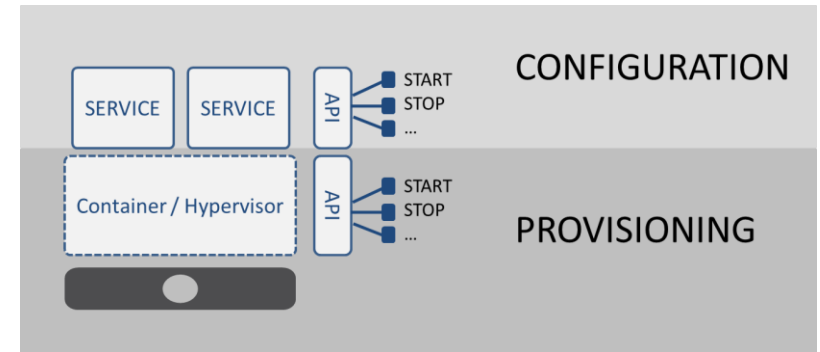 CONFIGURATION
SERVICE
SERVICE
API
START
STOP
...
Container / Hypervisor
API
START
STOP
...
PROVISIONING